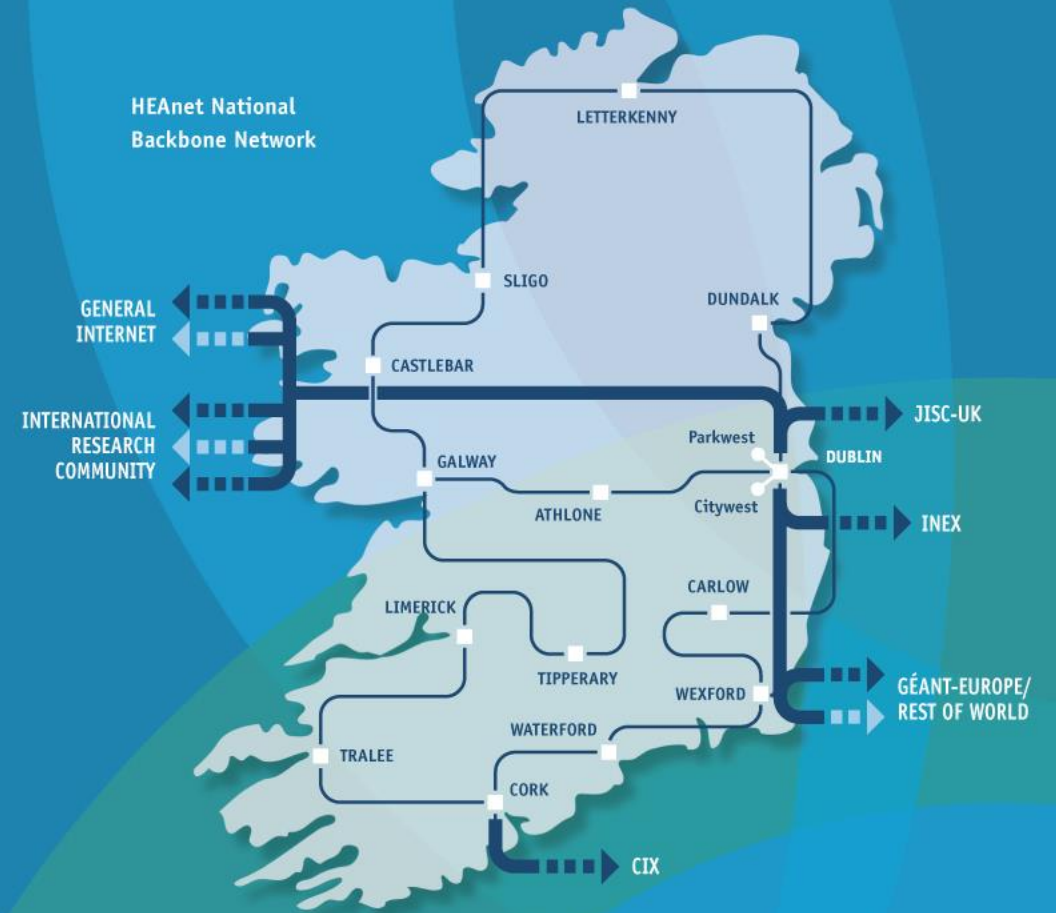 HEAnet National
Backbone Network
LETTERKENNY
SLIGO
DUNDALK
GENERAL
INTERNET
CASTLEBAR
INTERNATIONAL
RESEARCH
COMMUNITY
JISC-UK
Parkwest
DUBLIN
GALWAY
Citywest
ATHLONE
INEX
CARLOW
LIMERICK
TIPPERARY
WEXFORD
GÉANT-EUROPE/
REST OF WORLD
WATERFORD
TRALEE
CORK
CIX